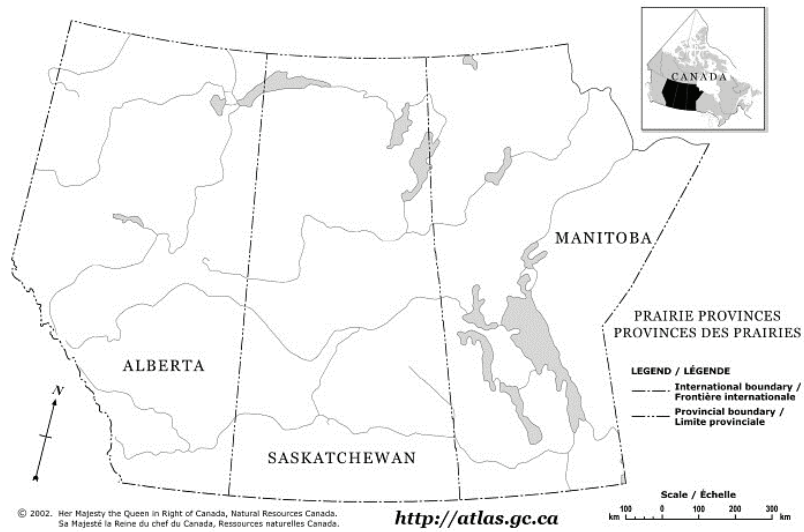 CANADA
MANITOBA
PRAIRIE PROVINCES
PROVINCES DES PRAIRIES
ALBERTA
LEGEND / LÉGENDE
International boundary /
Frontière internationale
Provincial boundary /
Limite provinciale
N
SASKATCHEWAN
Scale / Échelle
km 100 0 100 200 300 km
© 2002. Her Majesty the Queen in Right of Canada, Natural Resources Canada.
Sa Majesté la Reine du chef du Canada, Ressources naturelles Canada.
http://atlas.gc.ca